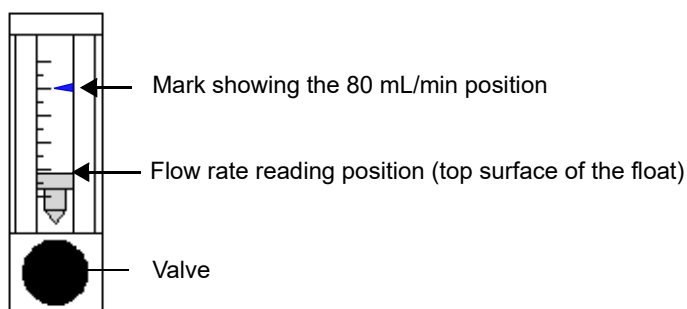 Mark showing the 80 mL/min position
Flow rate reading position (top surface of the float)
Valve